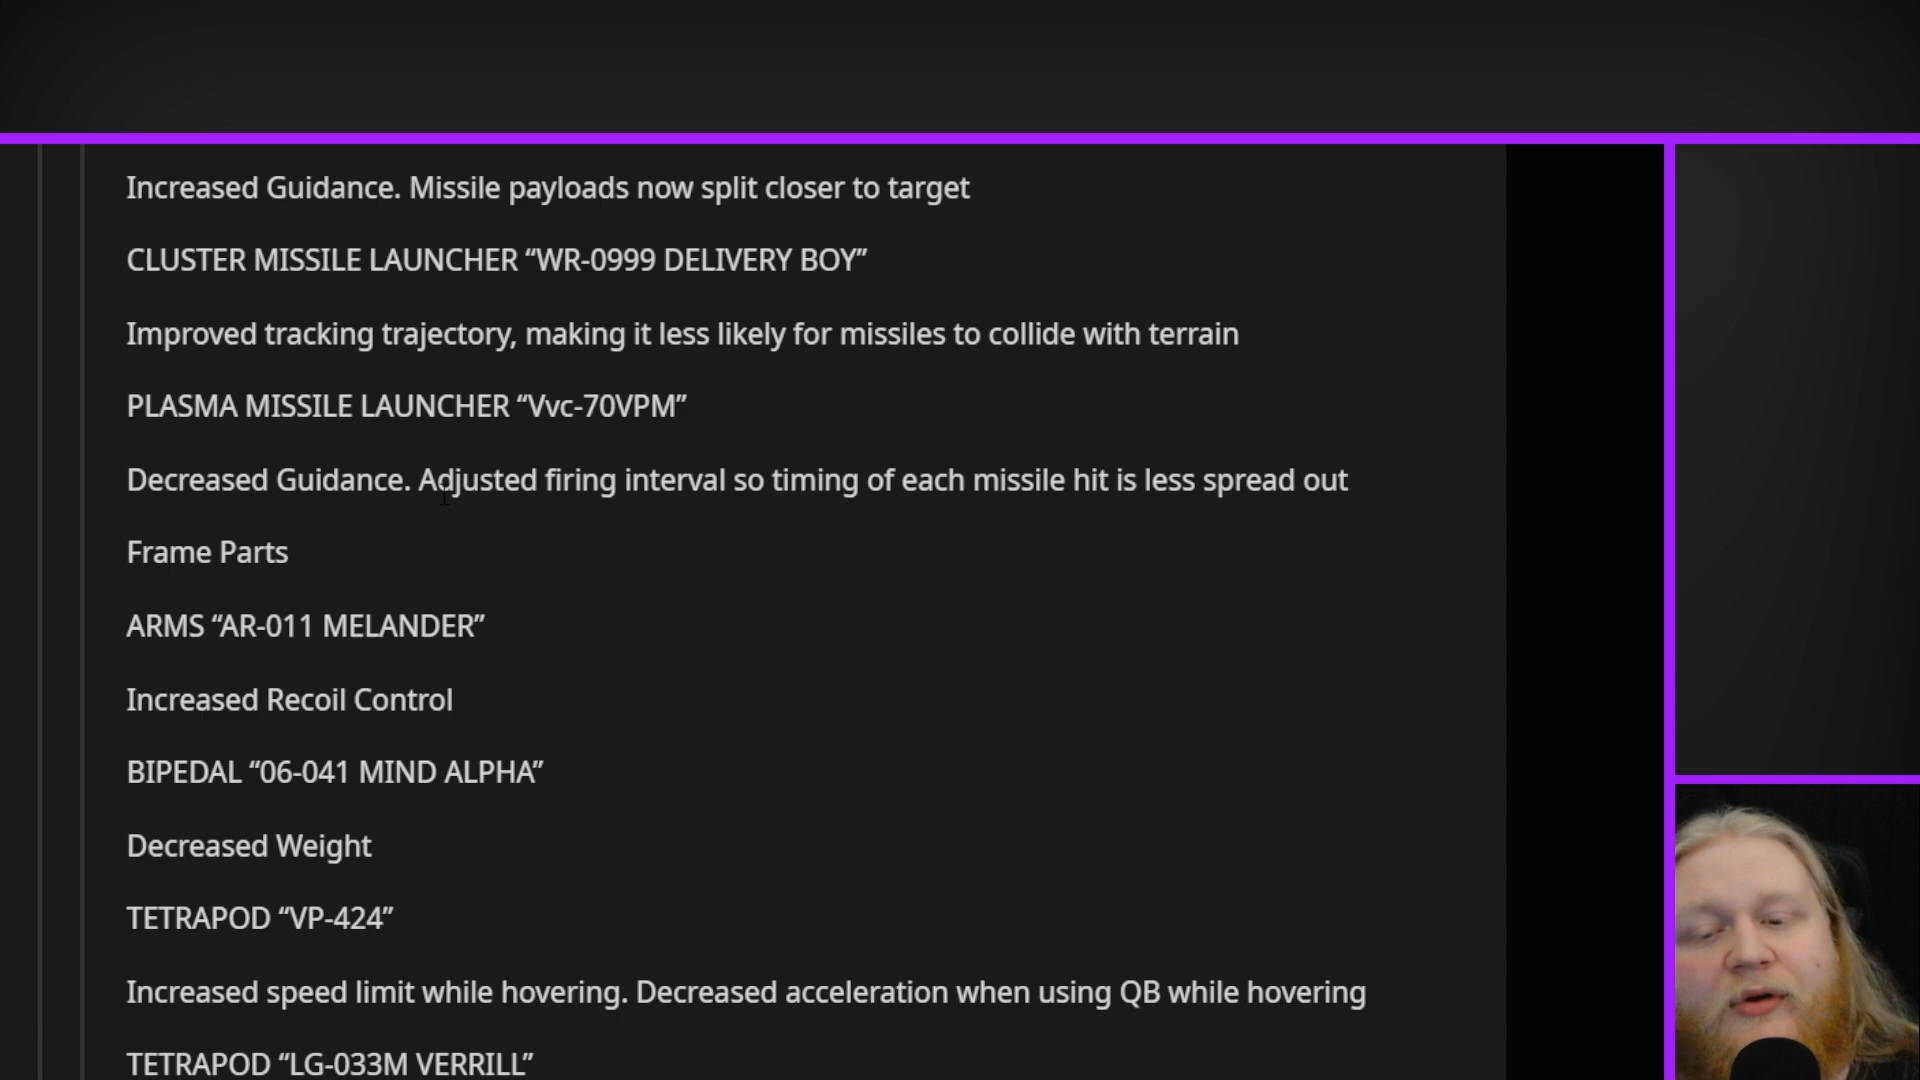 Increased Guidance. Missile payloads now split closer to target
CLUSTER MISSILE LAUNCHER “WR-0999 DELIVERY BOY”
Improved tracking trajectory, making it less likely for missiles to collide with terrain
PLASMA MISSILE LAUNCHER “Vvc-70VPM”
Decreased Guidance. Adjusted firing interval so timing of each missile hit is less spread out
Frame Parts
ARMS “AR-011 MELANDER”
Increased Recoil Control
BIPEDAL “06-041 MIND ALPHA”
Decreased Weight
TETRAPOD “VP-424”
Increased speed limit while hovering. Decreased acceleration when using QB while hovering
TETRAPOD “LG-033M VERRILL”